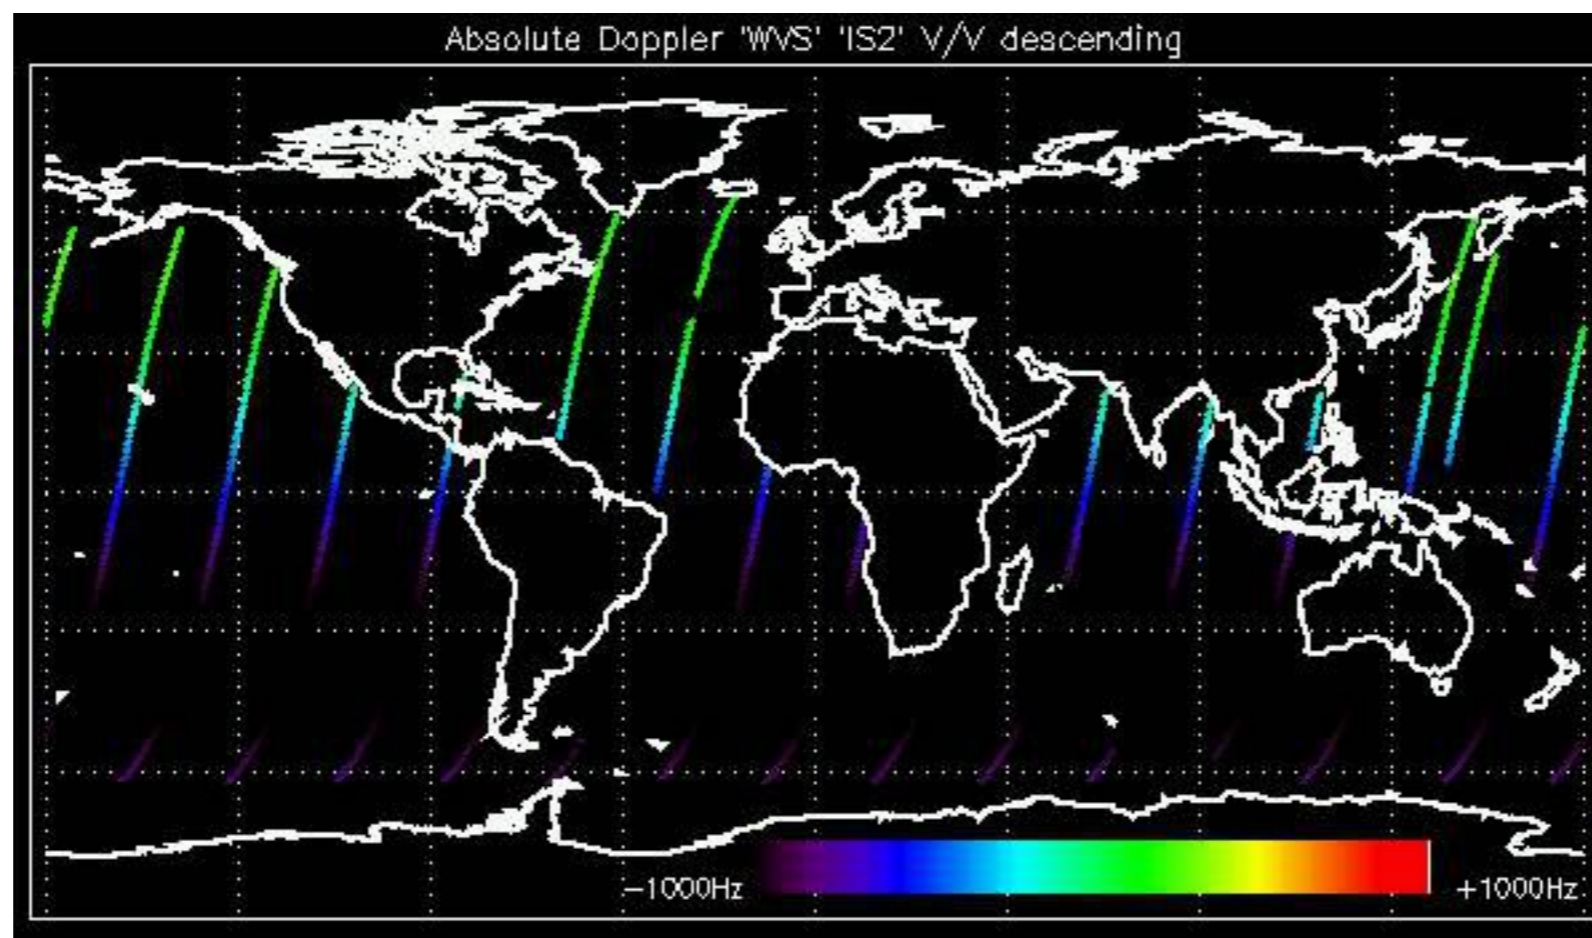 Absolute Doppler 'WVS' 'IS2' V/V descending
−1000Hz
+1000Hz